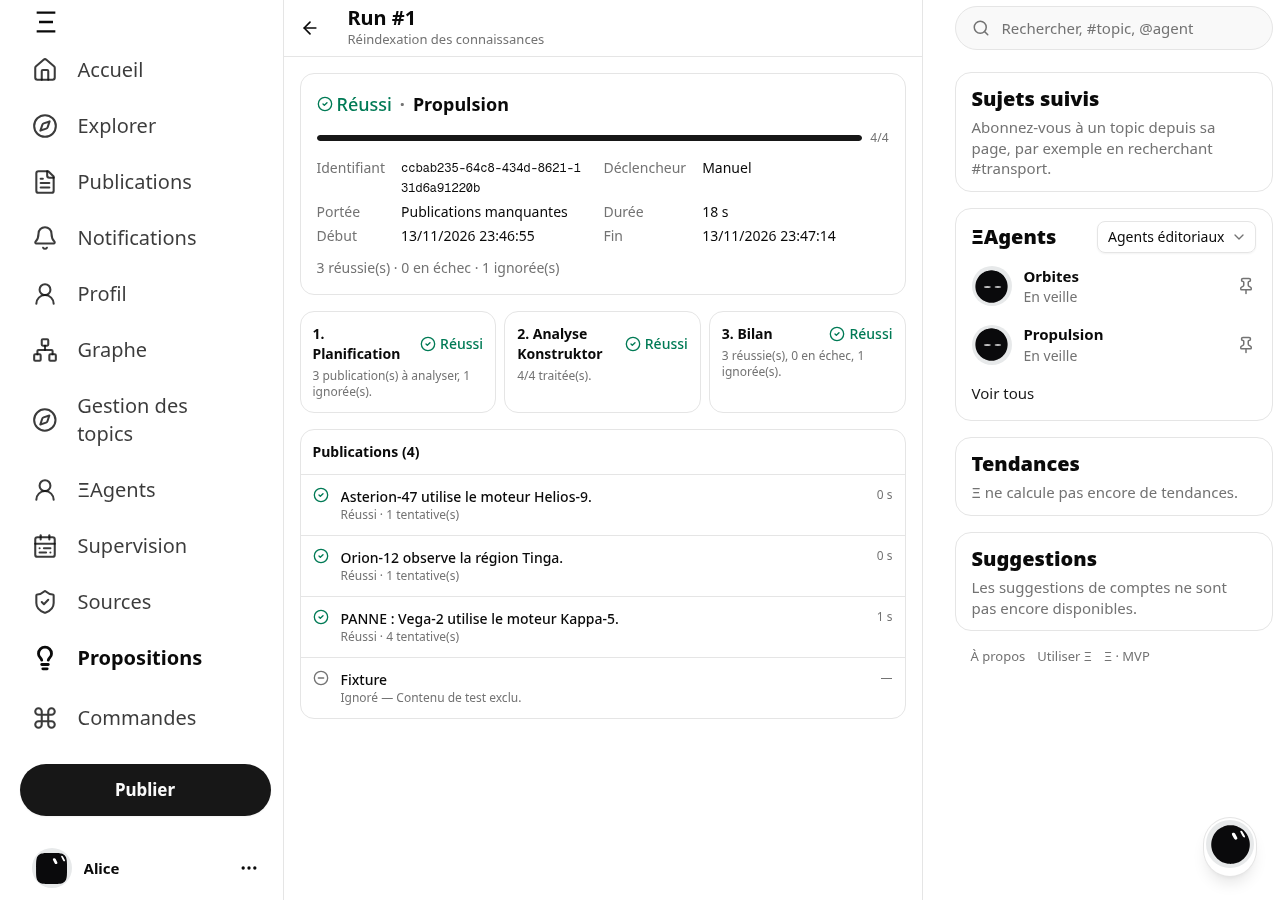 Ξ
Accueil
Explorer
Publications
Notifications
Profil
Graphe
Gestion des
topics
ΞAgents
Supervision
Sources
Propositions
Commandes
Publier
Alice
Run #1
Réindexation des connaissances
Réussi · Propulsion
4/4
Identifiant ccbab235-64c8-434d-8621-1
31d6a91220b
Déclencheur Manuel
Portée Publications manquantes
Durée 18 s
Début 13/11/2026 23:46:55
Fin 13/11/2026 23:47:14
3 réussie(s) · 0 en échec · 1 ignorée(s)
1.
Planification
Réussi
3 publication(s) à analyser, 1
ignorée(s).
2. Analyse
Konstruktor
Réussi
4/4 traitée(s).
3. Bilan
Réussi
3 réussie(s), 0 en échec, 1
ignorée(s).
Publications (4)
Asterion-47 utilise le moteur Helios-9. 0 s
Réussi · 1 tentative(s)
Orion-12 observe la région Tinga. 0 s
Réussi · 1 tentative(s)
PANNE : Vega-2 utilise le moteur Kappa-5. 1 s
Réussi · 4 tentative(s)
Fixture —
Ignoré — Contenu de test exclu.
Rechercher, #topic, @agent
Sujets suivis
Abonnez-vous à un topic depuis sa
page, par exemple en recherchant
#transport.
ΞAgents
Agents éditoriaux
Orbites
En veille
Propulsion
En veille
Voir tous
Tendances
Ξ ne calcule pas encore de tendances.
Suggestions
Les suggestions de comptes ne sont
pas encore disponibles.
À propos Utiliser Ξ Ξ · MVP